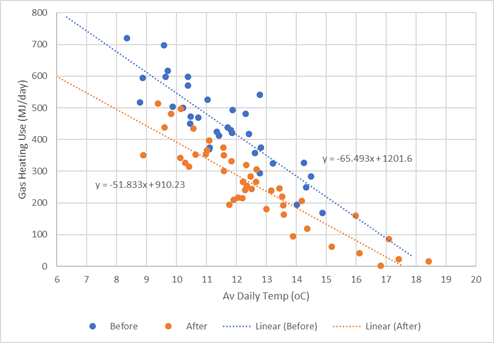 800
700
600
500
400
300
200
100
0
Gas Heating Use (MJ/day)
y = -65.493x + 1201.6
y = -51.833x + 910.23
6 7 8 9 10 11 12 13 14 15 16 17 18 19 20
Av Daily Temp (oC)
Before After Linear (Before) Linear (After)